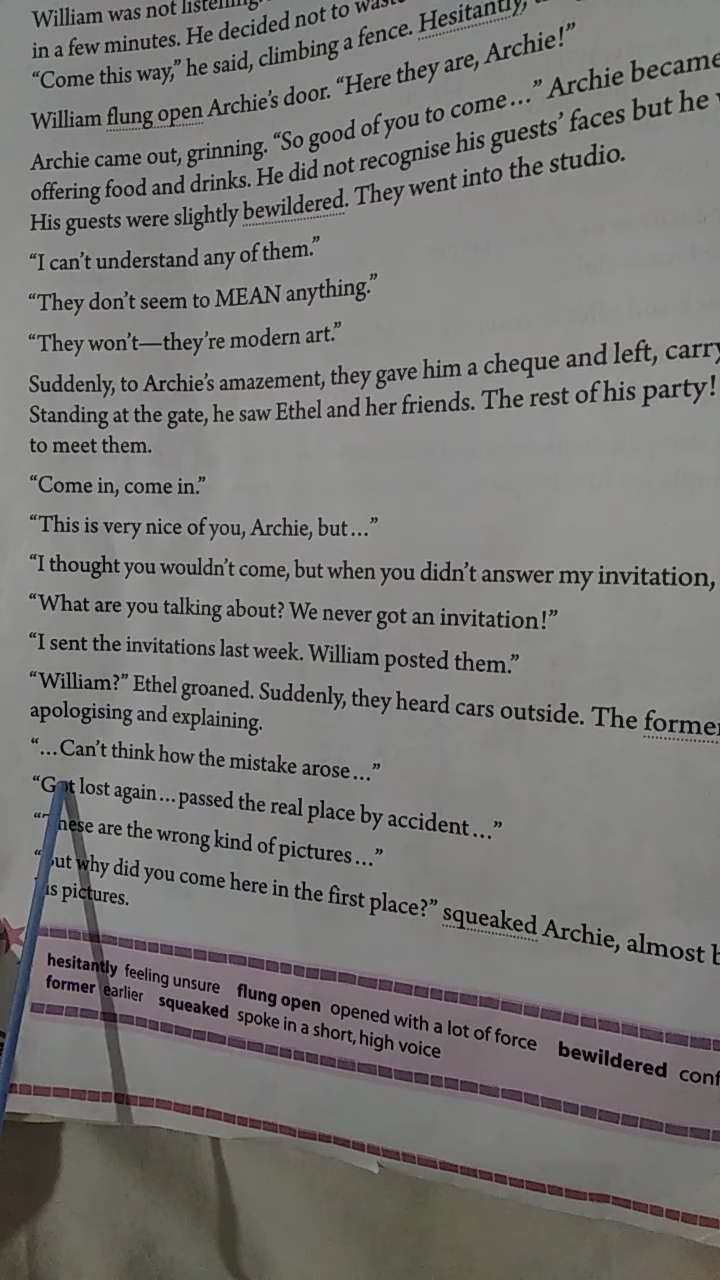 William was not listening
in a few minutes. He decided not to
“Come this way,” he said, climbing a fence. Hesitantly,
William flung open Archie’s door. “Here they are, Archie!”
Archie came out, grinning. “So good of you to come…” Archie became
offering food and drinks. He did not recognise his guests’ faces but he
His guests were slightly bewildered. They went into the studio.
“I can’t understand any of them.”
“They don’t seem to MEAN anything.”
“They won’t—they’re modern art.”
Suddenly, to Archie’s amazement, they gave him a cheque and left,
Standing at the gate, he saw Ethel and her friends. The rest of his party!
to meet them.
“Come in, come in.”
“This is very nice of you, Archie, but…”
“I thought you wouldn’t come, but when you didn’t answer my invitation,
“What are you talking about? We never got an invitation!”
“I sent the invitations last week. William posted them.”
“William?” Ethel groaned. Suddenly, they heard cars outside. The former
apologising and explaining.
“…Can’t think how the mistake arose…”
“Got lost again…passed the real place by accident…”
“These are the wrong kind of pictures…”
“But why did you come here in the first place?” squeaked Archie, almost
his pictures.
hesitantly feeling unsure flung open opened with a lot of force bewildered
former earlier squeaked spoke in a short, high voice